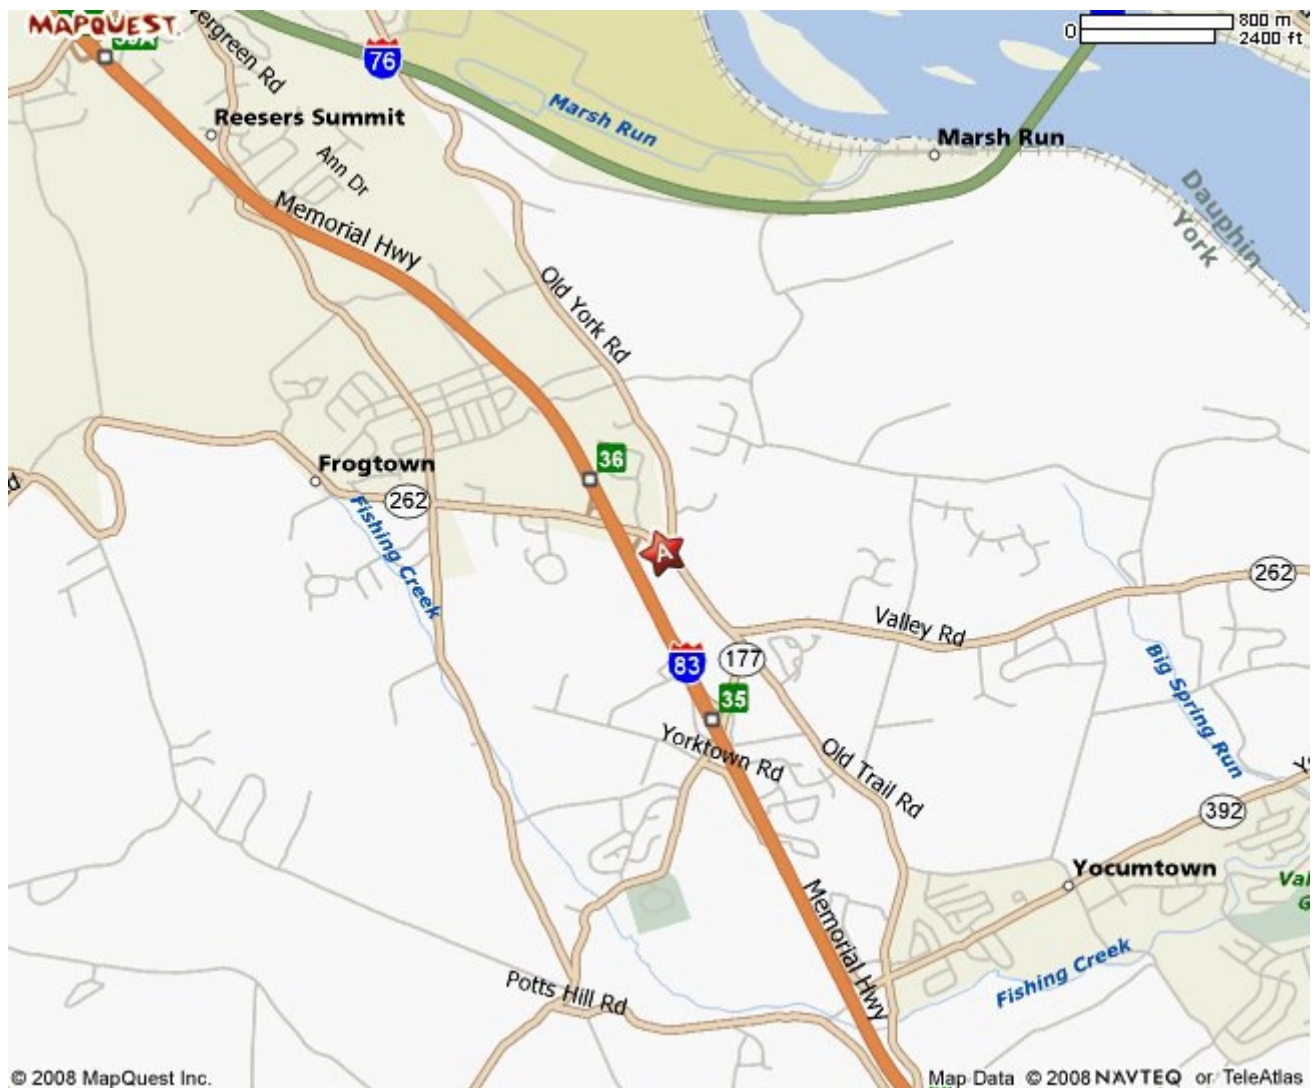 MAPQUEST.
39A
76
0
800 m
2400 ft
Reesers Summit
Marsh Run
Marsh Run
Ann Dr
Dauphin
York
Memorial Hwy
Old York Rd
36
Frogtown
262
Fishing Creek
A
262
Valley Rd
177
83
35
Big Spring Run
Yorktown Rd
Old Trail Rd
392
Yocumtown
Memorial Hwy
Fishing Creek
Potts Hill Rd
© 2008 MapQuest Inc.
Map Data © 2008 NAVTEQ or TeleAtlas